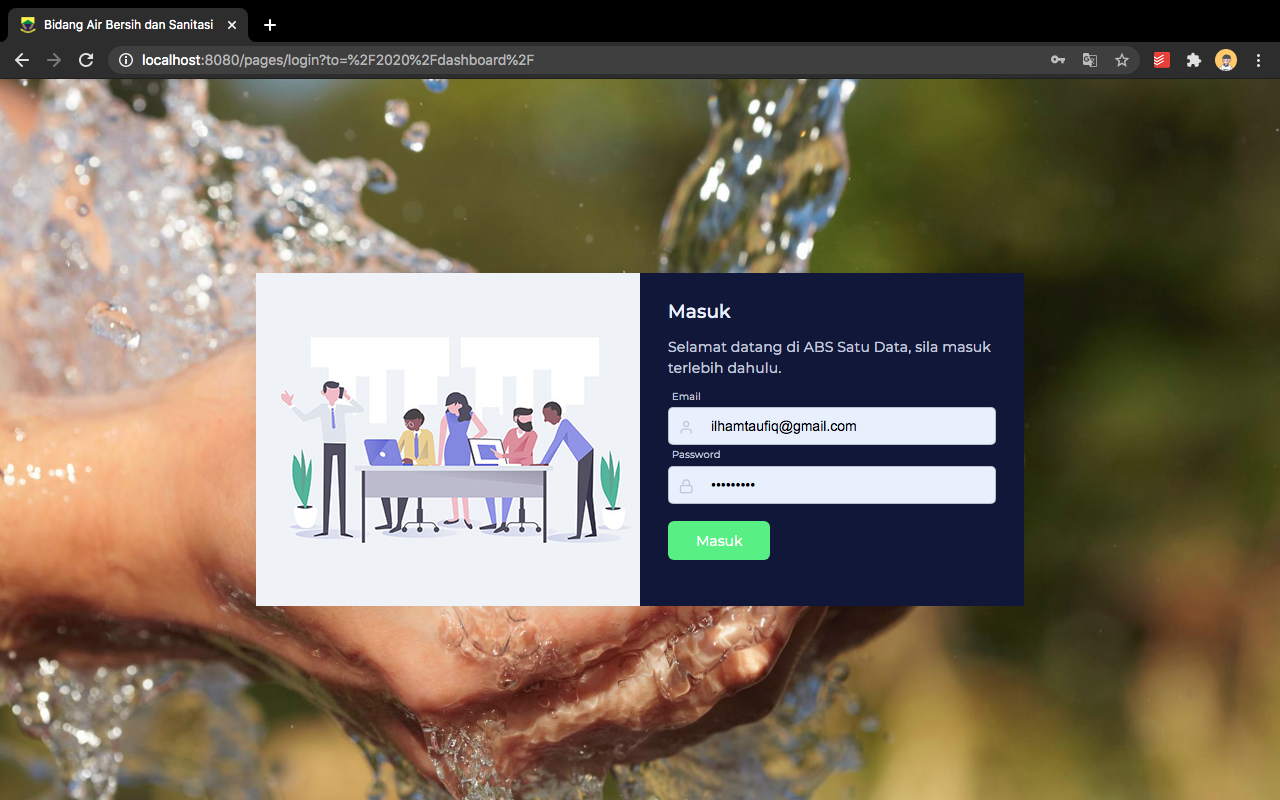 Bidang Air Bersih dan Sanitasi
localhost:8080/pages/login?to=%2F2020%2Fdashboard%2F
Masuk
Selamat datang di ABS Satu Data, sila masuk
terlebih dahulu.
Email
ilhamtaufiq@gmail.com
Password
•••••••••
Masuk